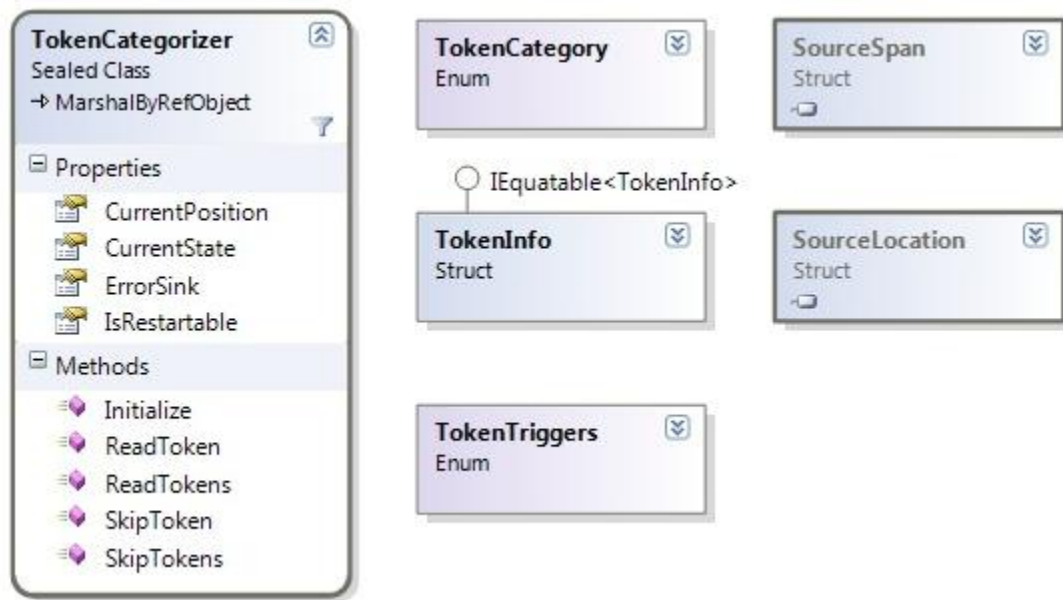 TokenCategorizer
Sealed Class
MarshalByRefObject
Properties
CurrentPosition
CurrentState
ErrorSink
IsRestartable
Methods
Initialize
ReadToken
ReadTokens
SkipToken
SkipTokens
TokenCategory
Enum
IEquatable<TokenInfo>
TokenInfo
Struct
TokenTriggers
Enum
SourceSpan
Struct
SourceLocation
Struct